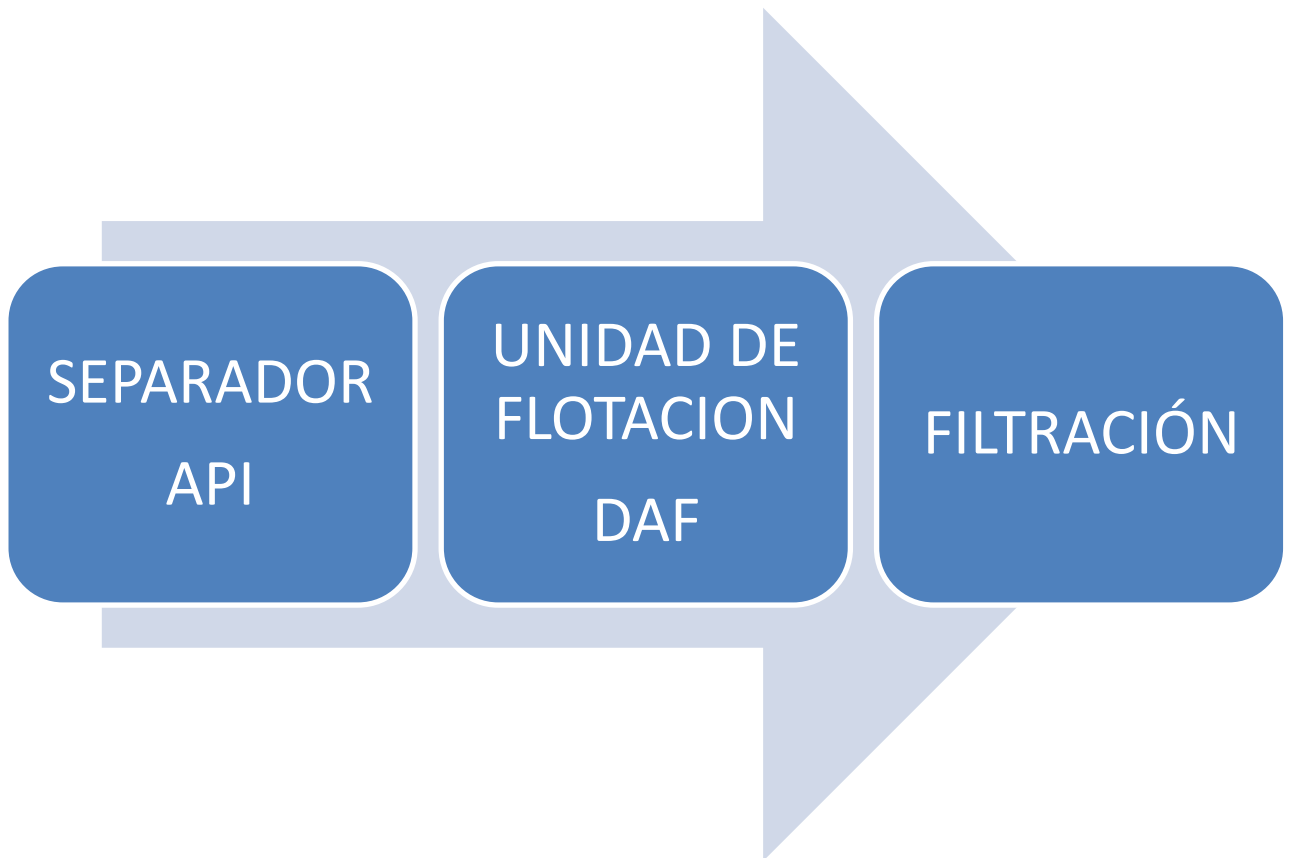 SEPARADOR
API
UNIDAD DE
FLOTACION
DAF
FILTRACIÓN